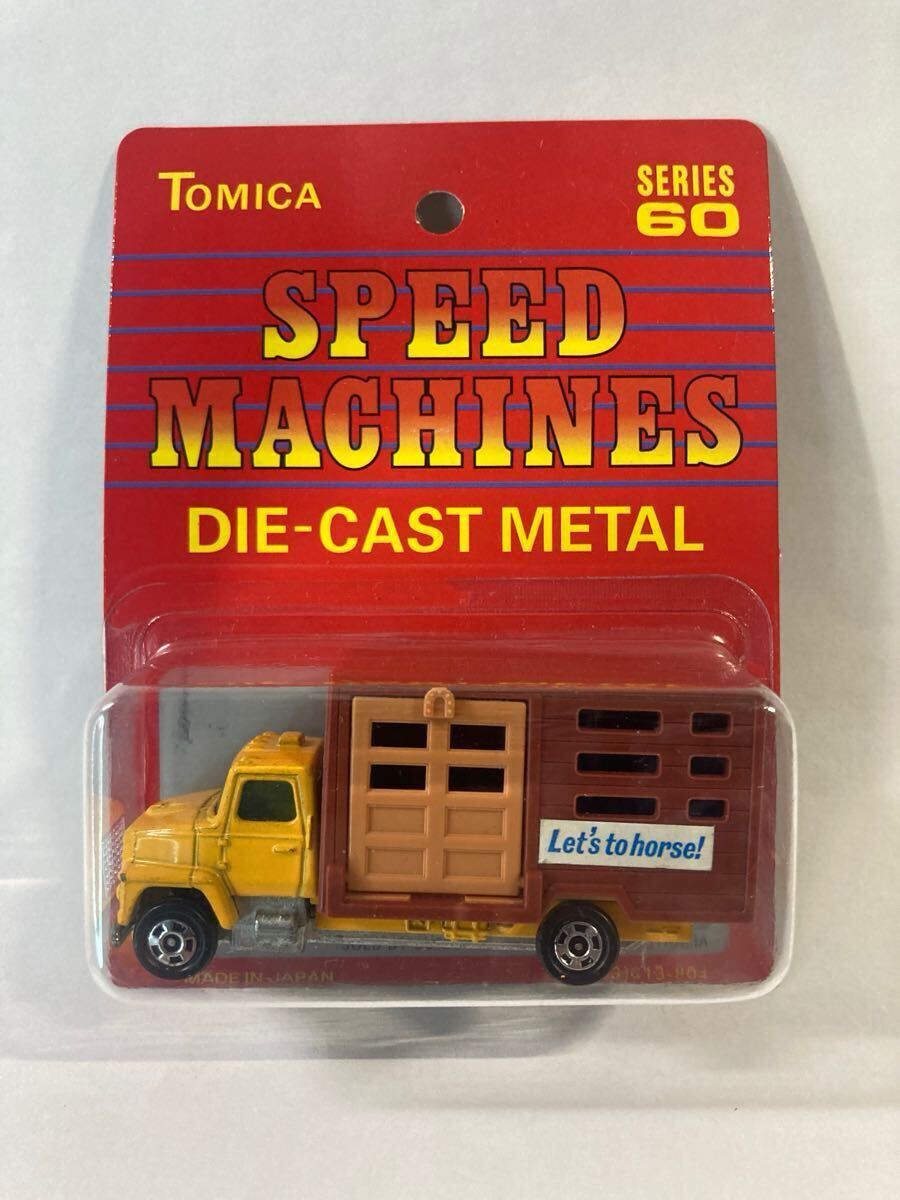 TOMICA
SERIES
60
SPEED
MACHINES
DIE-CAST METAL
Let's to horse!
MADE IN JAPAN